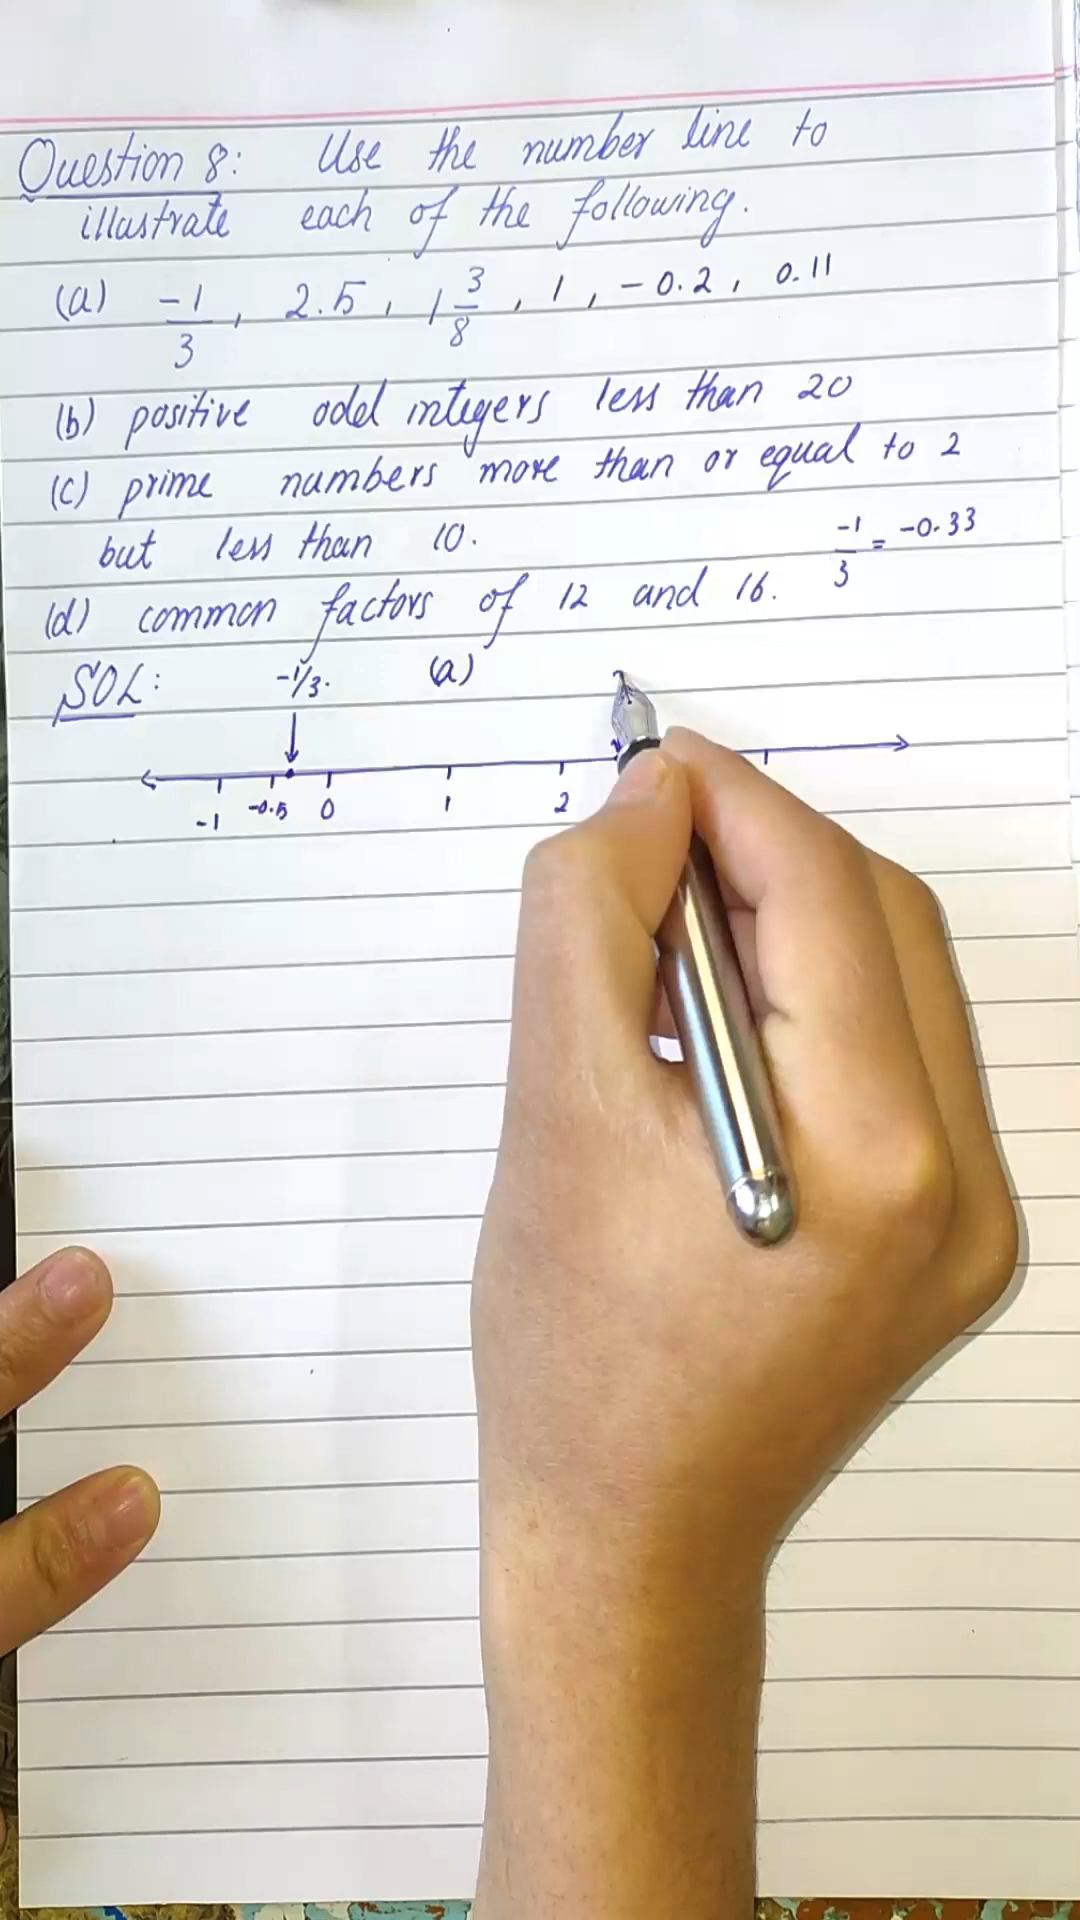 Question 8: Use the number line to
illustrate each of the following.
(a) -1/3, 2.5, 1 3/8, 1, -0.2, 0.11
(b) positive odd integers less than 20
(c) prime numbers more than or equal to 2
but less than 10.
-1/3 = -0.33
(d) common factors of 12 and 16.
SOL: -1/3. (a)
-1 -0.5 0 1 2